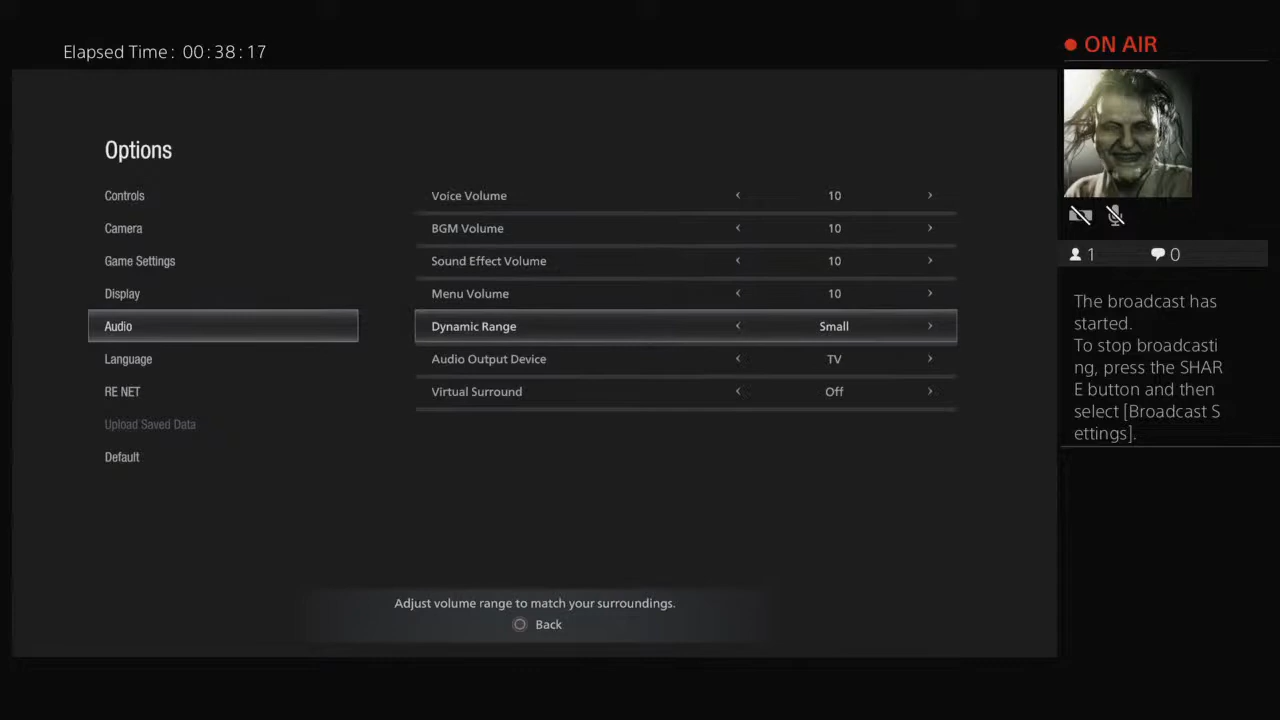 Elapsed Time: 00:38:17
ON AIR
Options
Controls
Camera
Game Settings
Display
Audio
Language
RE NET
Upload Saved Data
Default
Voice Volume 10
BGM Volume 10
Sound Effect Volume 10
Menu Volume 10
Dynamic Range Small
Audio Output Device TV
Virtual Surround Off
Adjust volume range to match your surroundings.
Back
1 0
The broadcast has
started.
To stop broadcasti
ng, press the SHAR
E button and then
select [Broadcast S
ettings].